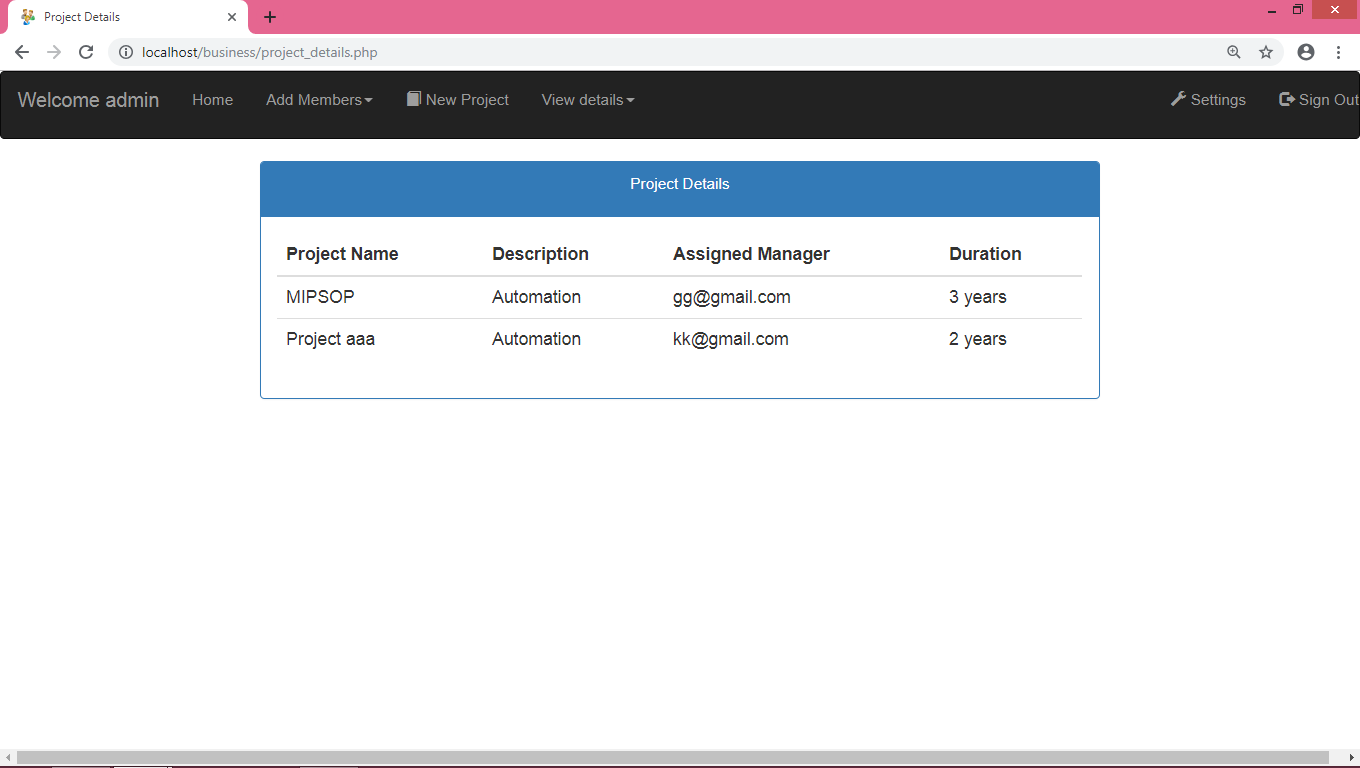 Project Details
localhost/business/project_details.php
Welcome admin Home Add Members New Project View details Settings Sign Out
Project Details
Project Name Description Assigned Manager Duration
MIPSOP Automation gg@gmail.com 3 years
Project aaa Automation kk@gmail.com 2 years